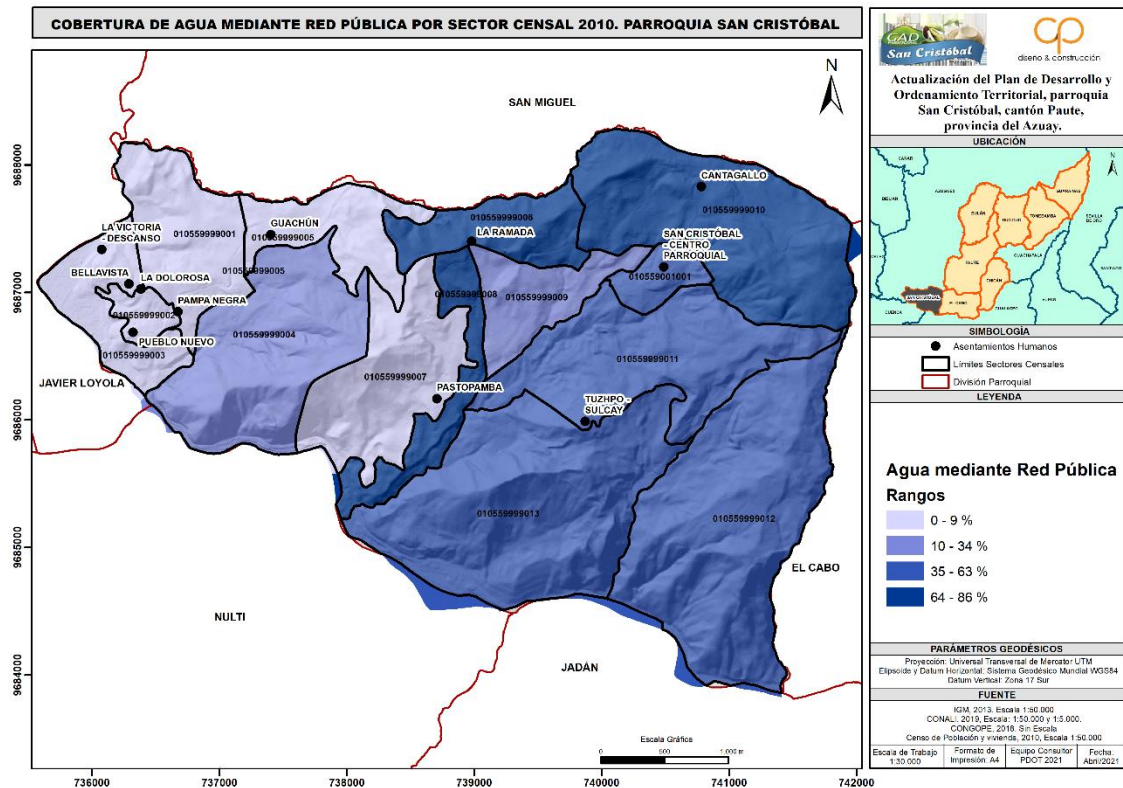 COBERTURA DE AGUA MEDIANTE RED PÚBLICA POR SECTOR CENSAL 2010. PARROQUIA SAN CRISTÓBAL
N
SAN MIGUEL
CANTAGALLO
LA VICTORIA
- DESCANSO
GUACHÚN
010559999001
010559999005
010559999005
LA RAMADA
010559999010
SAN CRISTÓBAL
- CENTRO
PARROQUIAL
BELLAVISTA
LA DOLOROSA
010559999008
010559999009
010559001001
PAMPA NEGRA
010559999002
010559999004
PUEBLO NUEVO
010559999003
010559999011
JAVIER LOYOLA
010559999007
PASTOPAMBA
TUZHPO -
SULCAY
010559999013
010559999012
EL CABO
NULTI
JADÁN
Escala Gráfica
0 500 1.000 m
9688000
9687000
9686000
9685000
9684000
736000 737000 738000 739000 740000 741000 742000
GAD
San Cristóbal
cp
diseno & construcción
Actualización del Plan de Desarrollo y
Ordenamiento Territorial, parroquia
San Cristóbal, cantón Paute,
provincia del Azuay.
UBICACIÓN
N
SAN CRISTOBAL
EL CABO
CUENCA
SIMBOLOGÍA
Asentamientos Humanos
Límites Sectores Censales
División Parroquial
LEYENDA
Agua mediante Red Pública
Rangos
0 - 9 %
10 - 34 %
35 - 63 %
64 - 86 %
PARÁMETROS GEODÉSICOS
Proyección: Universal Transversal de Mercator UTM
Elipsoide y Datum Horizontal: Sistema Geodésico Mundial WGS84
Datum Vertical: Zona 17 Sur
FUENTE
IGM, 2013. Escala 1:50.000
CONALI. 2019, Escala: 1:50.000 y 1:5.000.
CONGOPE, 2018. Sin Escala
Censo de Población y vivienda, 2010, Escala 1:50.000
Escala de Trabajo
1:30.000
Formato de
Impresión: A4
Equipo Consultor
PDOT 2021
Fecha:
Abril/2021